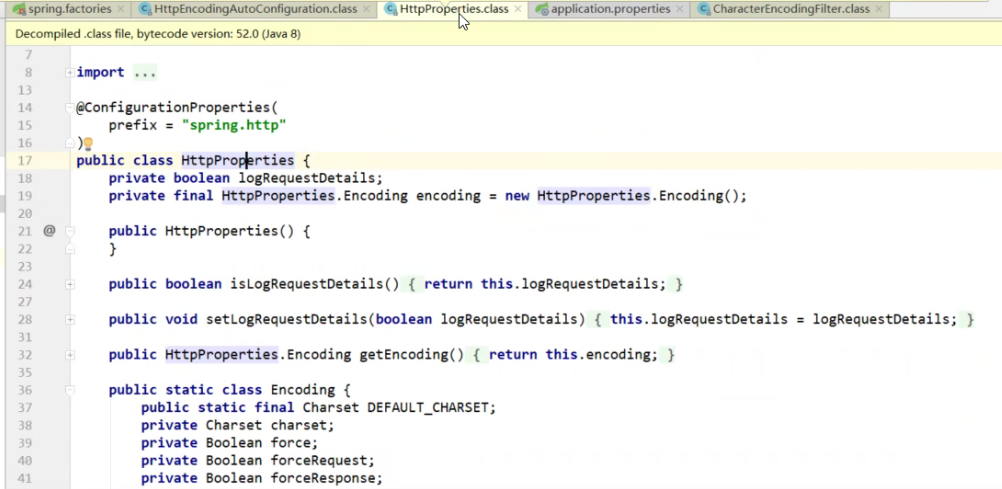 spring.factories HttpEncodingAutoConfiguration.class HttpProperties.class application.properties CharacterEncodingFilter.class
Decompiled .class file, bytecode version: 52.0 (Java 8)
7
8 import ...
13
14 @ConfigurationProperties(
15 prefix = "spring.http"
16 )
17 public class HttpProperties {
18 private boolean logRequestDetails;
19 private final HttpProperties.Encoding encoding = new HttpProperties.Encoding();
20
21 @ public HttpProperties() {
22 }
23
24 public boolean isLogRequestDetails() { return this.logRequestDetails; }
27
28 public void setLogRequestDetails(boolean logRequestDetails) { this.logRequestDetails = logRequestDetails; }
31
32 public HttpProperties.Encoding getEncoding() { return this.encoding; }
35
36 public static class Encoding {
37 public static final Charset DEFAULT_CHARSET;
38 private Charset charset;
39 private Boolean force;
40 private Boolean forceRequest;
41 private Boolean forceResponse;